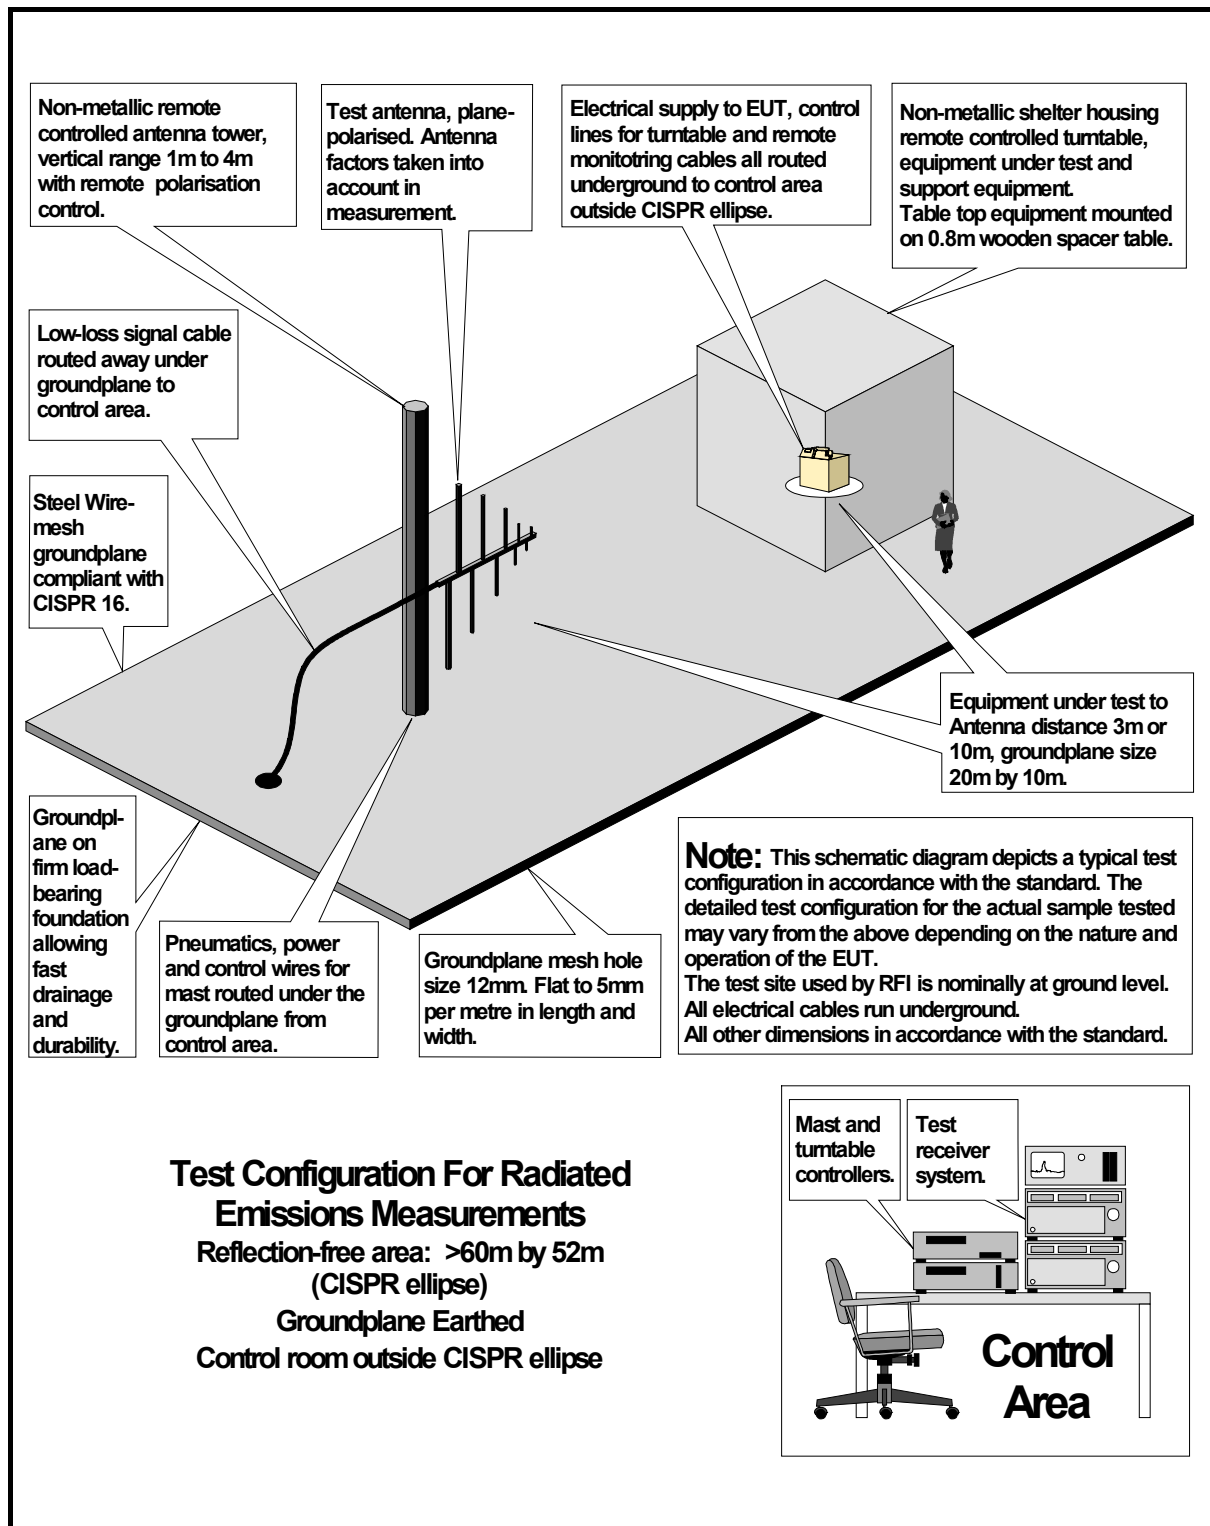 Non-metallic remote
controlled antenna tower,
vertical range 1m to 4m
with remote polarisation
control.
Test antenna, plane-
polarised. Antenna
factors taken into
account in
measurement.
Electrical supply to EUT, control
lines for turntable and remote
monitotring cables all routed
underground to control area
outside CISPR ellipse.
Non-metallic shelter housing
remote controlled turntable,
equipment under test and
support equipment.
Table top equipment mounted
on 0.8m wooden spacer table.
Low-loss signal cable
routed away under
groundplane to
control area.
Steel Wire-
mesh
groundplane
compliant with
CISPR 16.
Equipment under test to
Antenna distance 3m or
10m, groundplane size
20m by 10m.
Groundpl-
ane on
firm load-
bearing
foundation
allowing
fast
drainage
and
durability.
Pneumatics, power
and control wires for
mast routed under the
groundplane from
control area.
Groundplane mesh hole
size 12mm. Flat to 5mm
per metre in length and
width.
Note: This schematic diagram depicts a typical test
configuration in accordance with the standard. The
detailed test configuration for the actual sample tested
may vary from the above depending on the nature and
operation of the EUT.
The test site used by RFI is nominally at ground level.
All electrical cables run underground.
All other dimensions in accordance with the standard.
Test Configuration For Radiated
Emissions Measurements
Reflection-free area: >60m by 52m
(CISPR ellipse)
Groundplane Earthed
Control room outside CISPR ellipse
Mast and
turntable
controllers.
Test
receiver
system.
Control
Area